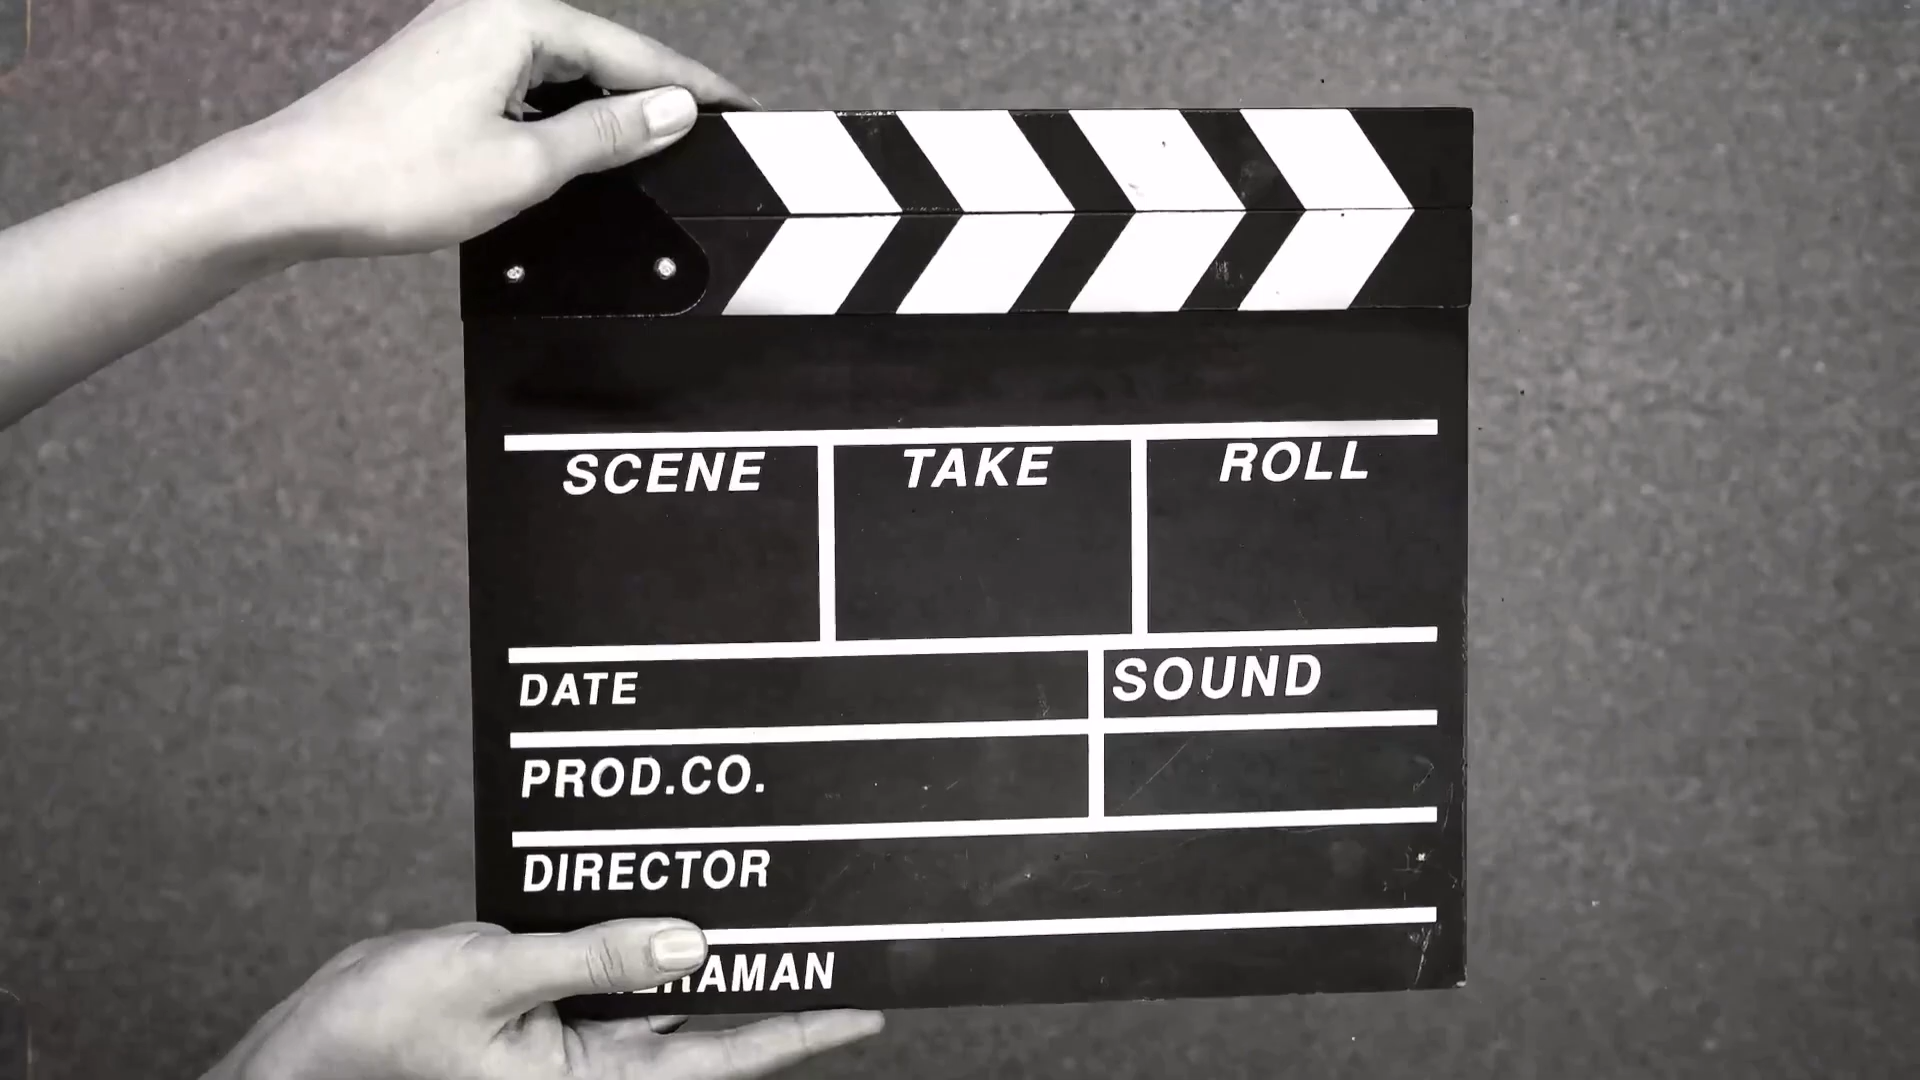 SCENE TAKE ROLL
DATE SOUND
PROD.CO.
DIRECTOR